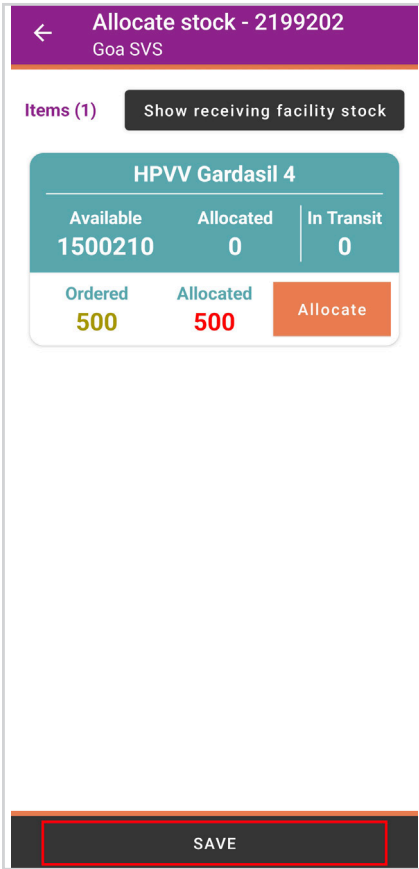 Allocate stock - 2199202
Goa SVS
Items (1) Show receiving facility stock
HPVV Gardasil 4
Available Allocated In Transit
1500210 0 0
Ordered Allocated Allocate
500 500
SAVE